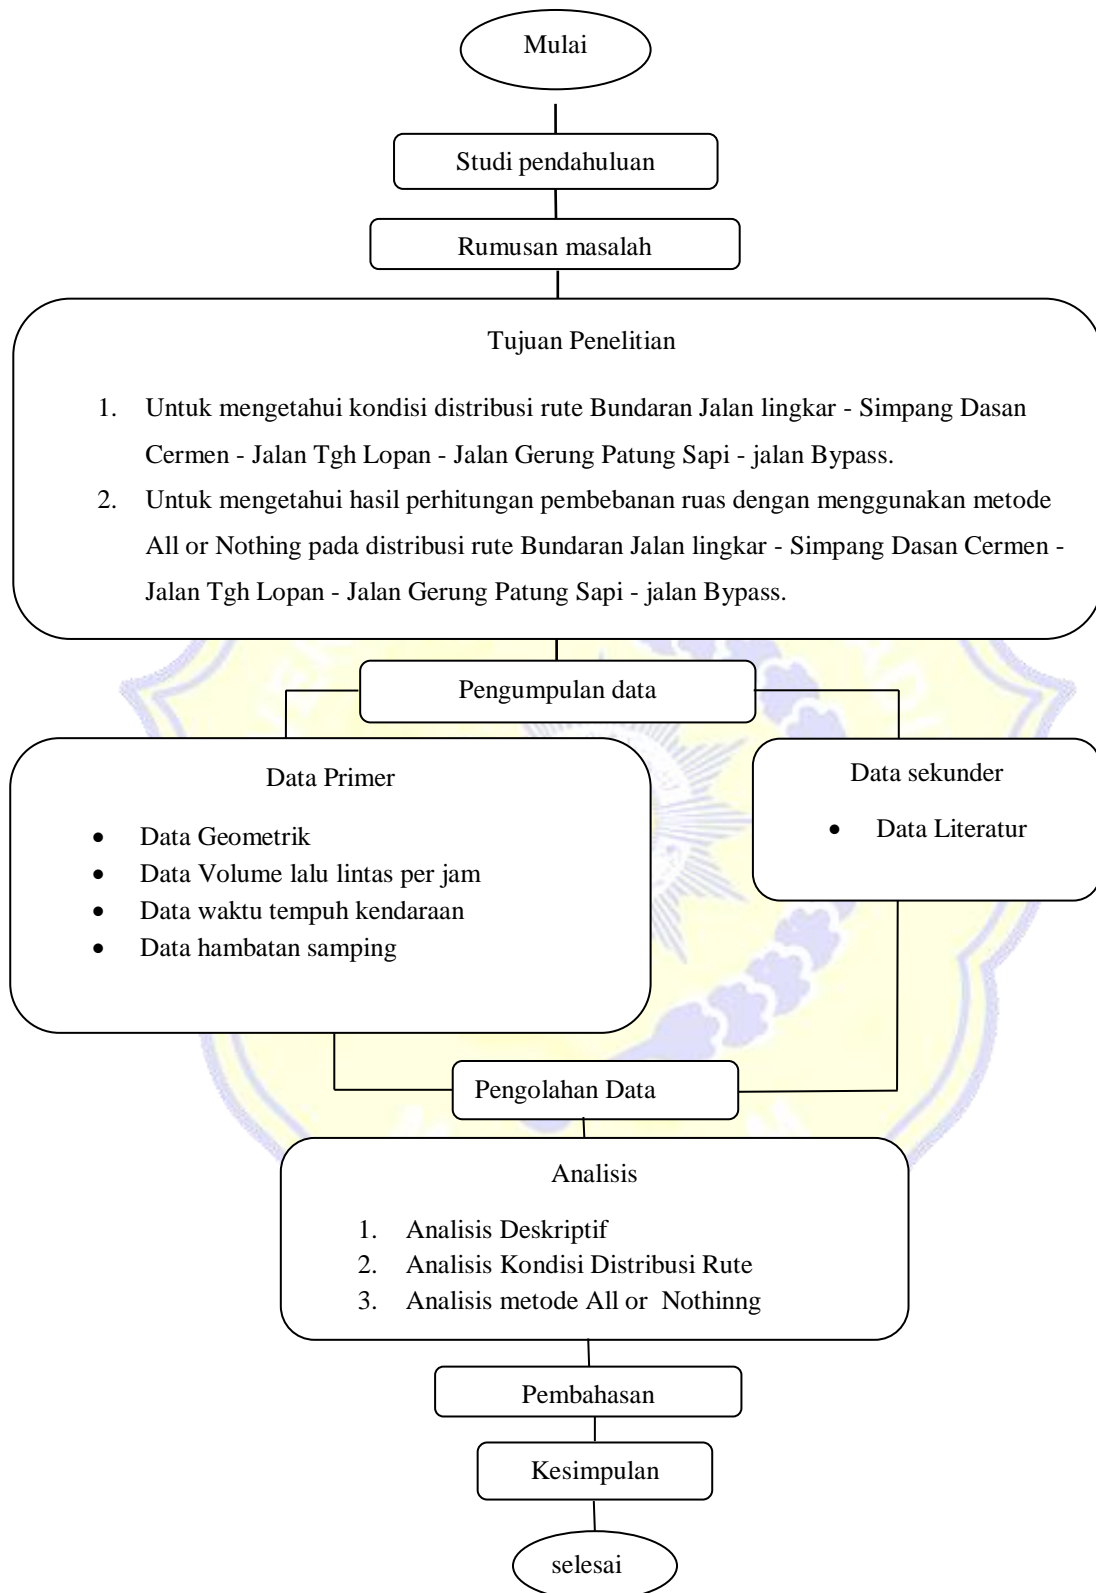 Mulai
Studi pendahuluan
Rumusan masalah
Tujuan Penelitian
1. Untuk mengetahui kondisi distribusi rute Bundaran Jalan lingkar - Simpang Dasan
Cermen - Jalan Tgh Lopan - Jalan Gerung Patung Sapi - jalan Bypass.
2. Untuk mengetahui hasil perhitungan pembebanan ruas dengan menggunakan metode
All or Nothing pada distribusi rute Bundaran Jalan lingkar - Simpang Dasan Cermen -
Jalan Tgh Lopan - Jalan Gerung Patung Sapi - jalan Bypass.
Pengumpulan data
Data Primer
• Data Geometrik
• Data Volume lalu lintas per jam
• Data waktu tempuh kendaraan
• Data hambatan samping
Data sekunder
• Data Literatur
Pengolahan Data
Analisis
1. Analisis Deskriptif
2. Analisis Kondisi Distribusi Rute
3. Analisis metode All or Nothinng
Pembahasan
Kesimpulan
selesai